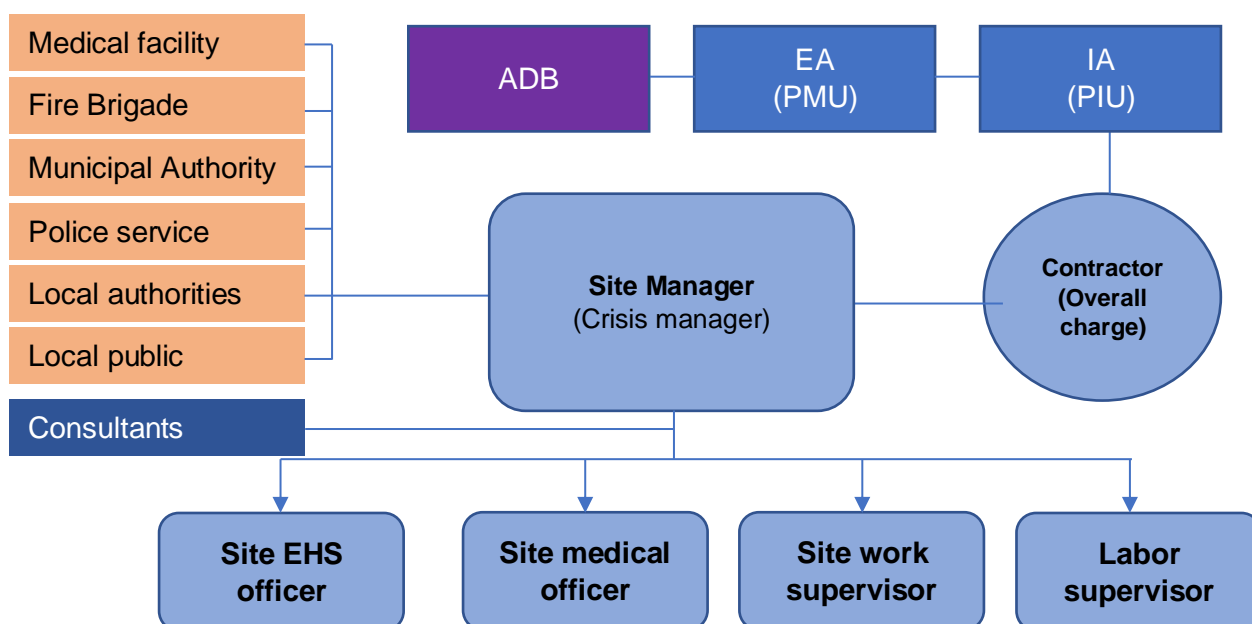 Medical facility
Fire Brigade
Municipal Authority
Police service
Local authorities
Local public
Consultants
ADB
EA
(PMU)
IA
(PIU)
Site Manager
(Crisis manager)
Contractor
(Overall
charge)
Site EHS
officer
Site medical
officer
Site work
supervisor
Labor
supervisor